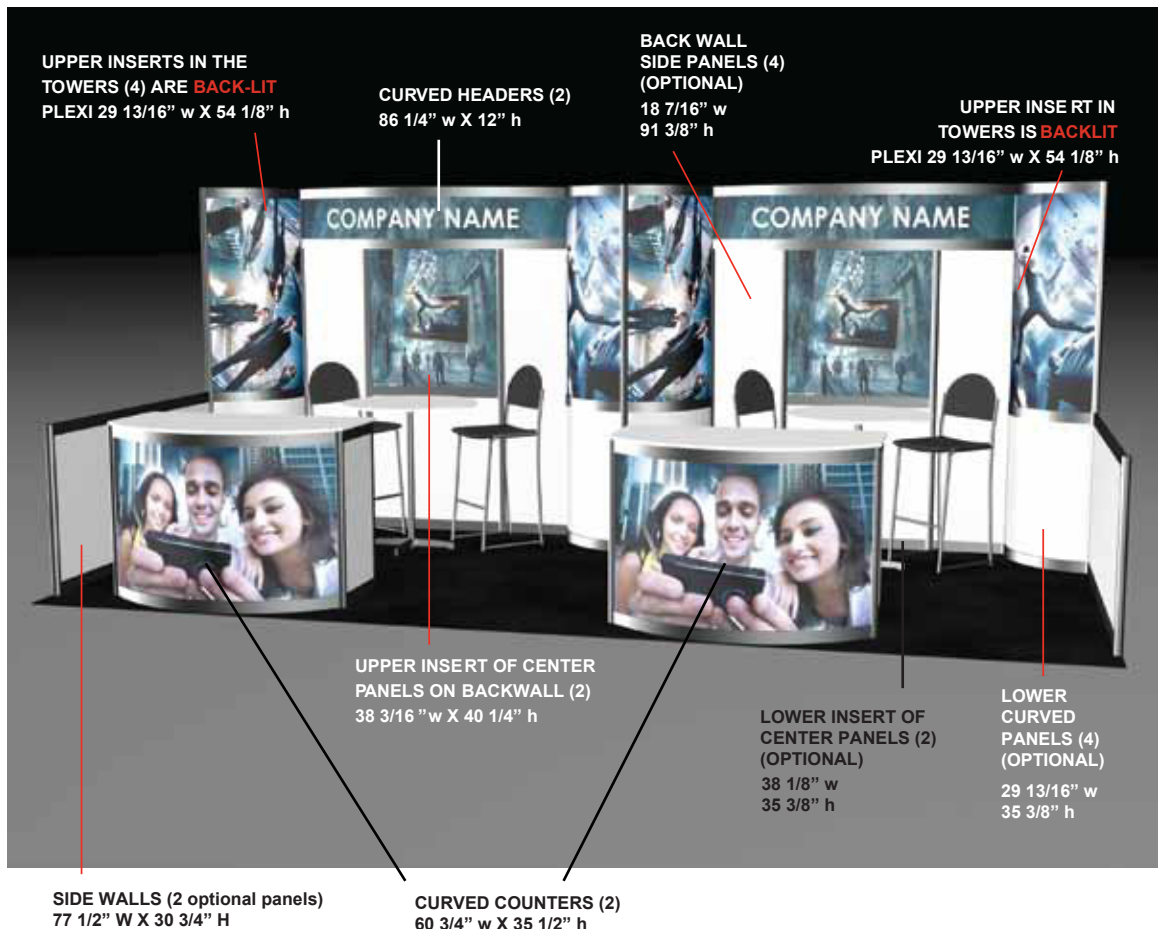 UPPER INSERTS IN THE
TOWERS (4) ARE BACK-LIT
PLEXI 29 13/16” w X 54 1/8” h
CURVED HEADERS (2)
86 1/4” w X 12” h
BACK WALL
SIDE PANELS (4)
(OPTIONAL)
18 7/16” w
91 3/8” h
UPPER INSERT IN
TOWERS IS BACKLIT
PLEXI 29 13/16” w X 54 1/8” h
COMPANY NAME
COMPANY NAME
UPPER INSERT OF CENTER
PANELS ON BACKWALL (2)
38 3/16 ”w X 40 1/4” h
LOWER INSERT OF
CENTER PANELS (2)
(OPTIONAL)
38 1/8” w
35 3/8” h
LOWER
CURVED
PANELS (4)
(OPTIONAL)
29 13/16” w
35 3/8” h
SIDE WALLS (2 optional panels)
77 1/2” W X 30 3/4” H
CURVED COUNTERS (2)
60 3/4” w X 35 1/2” h